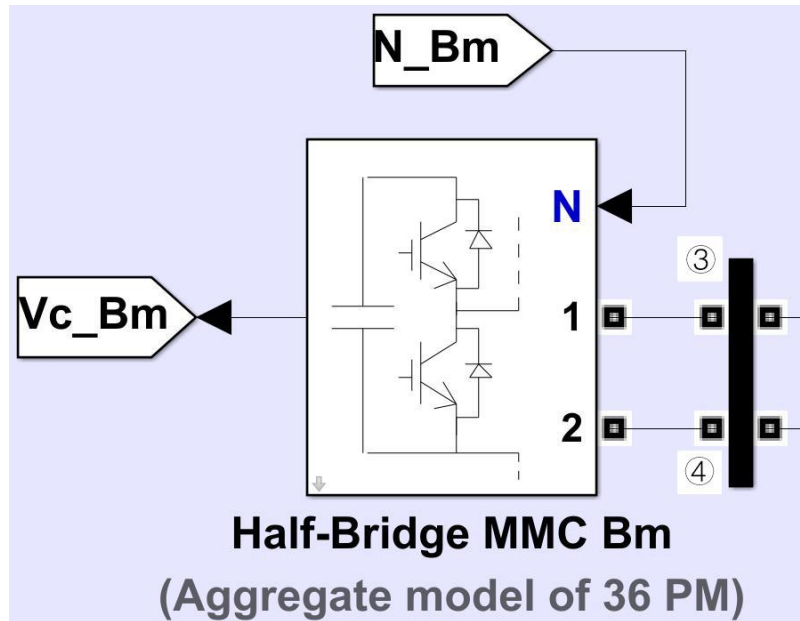 N_Bm
N
③
Vc_Bm
1
2
④
Half-Bridge MMC Bm
(Aggregate model of 36 PM)